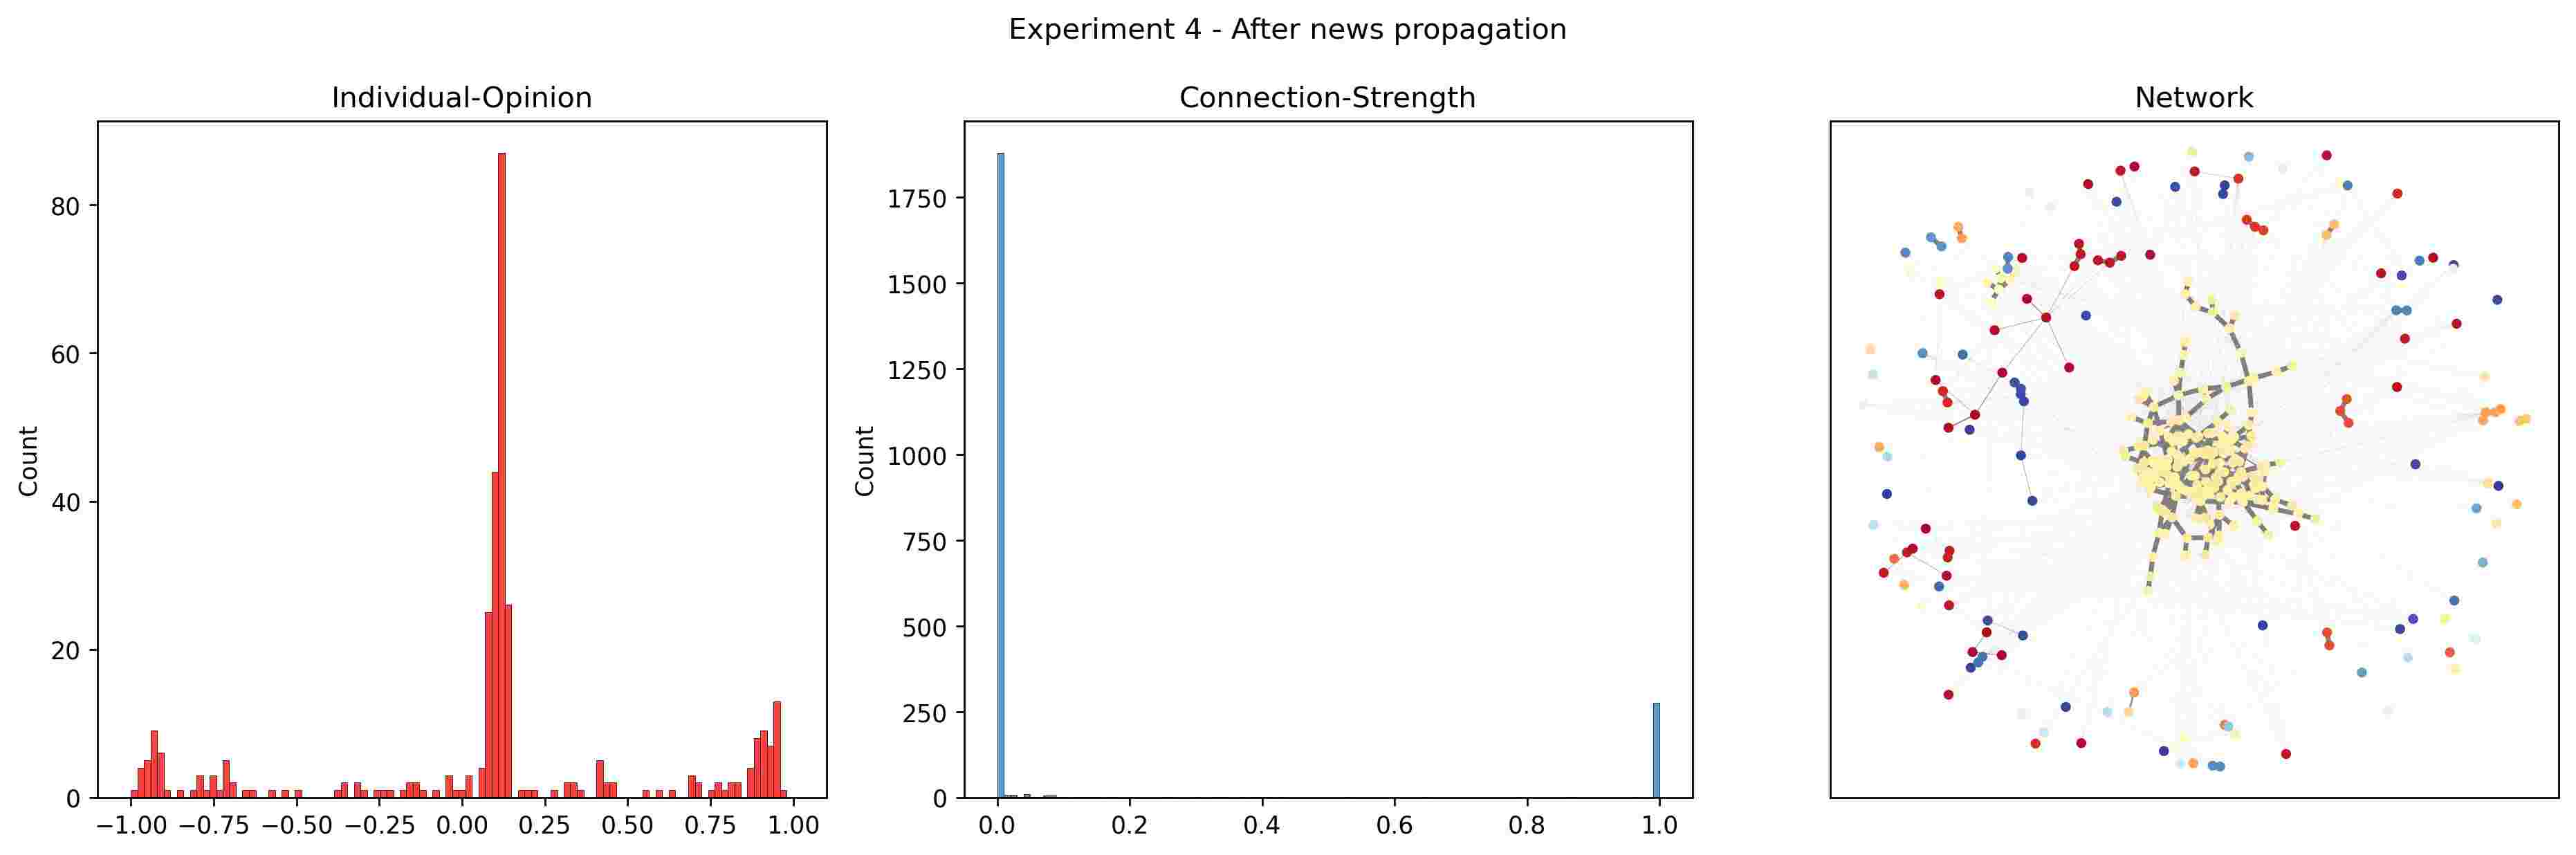 Experiment 4 - After news propagation
Individual-Opinion
Count
80
60
40
20
0
−1.00 −0.75 −0.50 −0.25 0.00 0.25 0.50 0.75 1.00
Connection-Strength
Count
1750
1500
1250
1000
750
500
250
0
0.0 0.2 0.4 0.6 0.8 1.0
Network